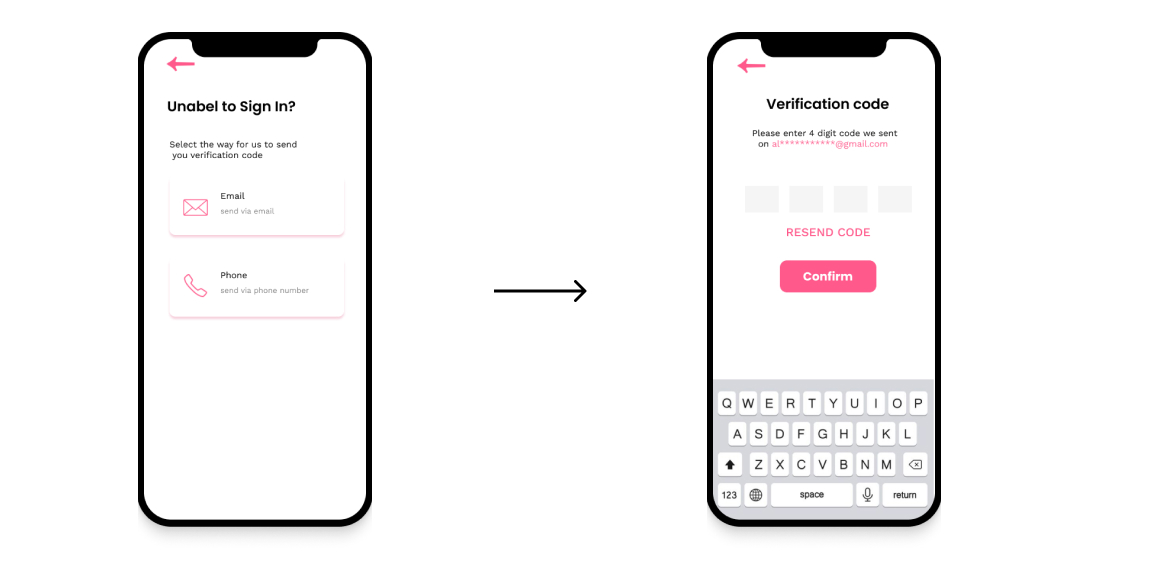 Unabel to Sign In?
Select the way for us to send
you verification code
Email
send via email
Phone
send via phone number
Verification code
Please enter 4 digit code we sent
on al***********@gmail.com
RESEND CODE
Confirm
Q W E R T Y U I O P
A S D F G H J K L
Z X C V B N M
123 space return